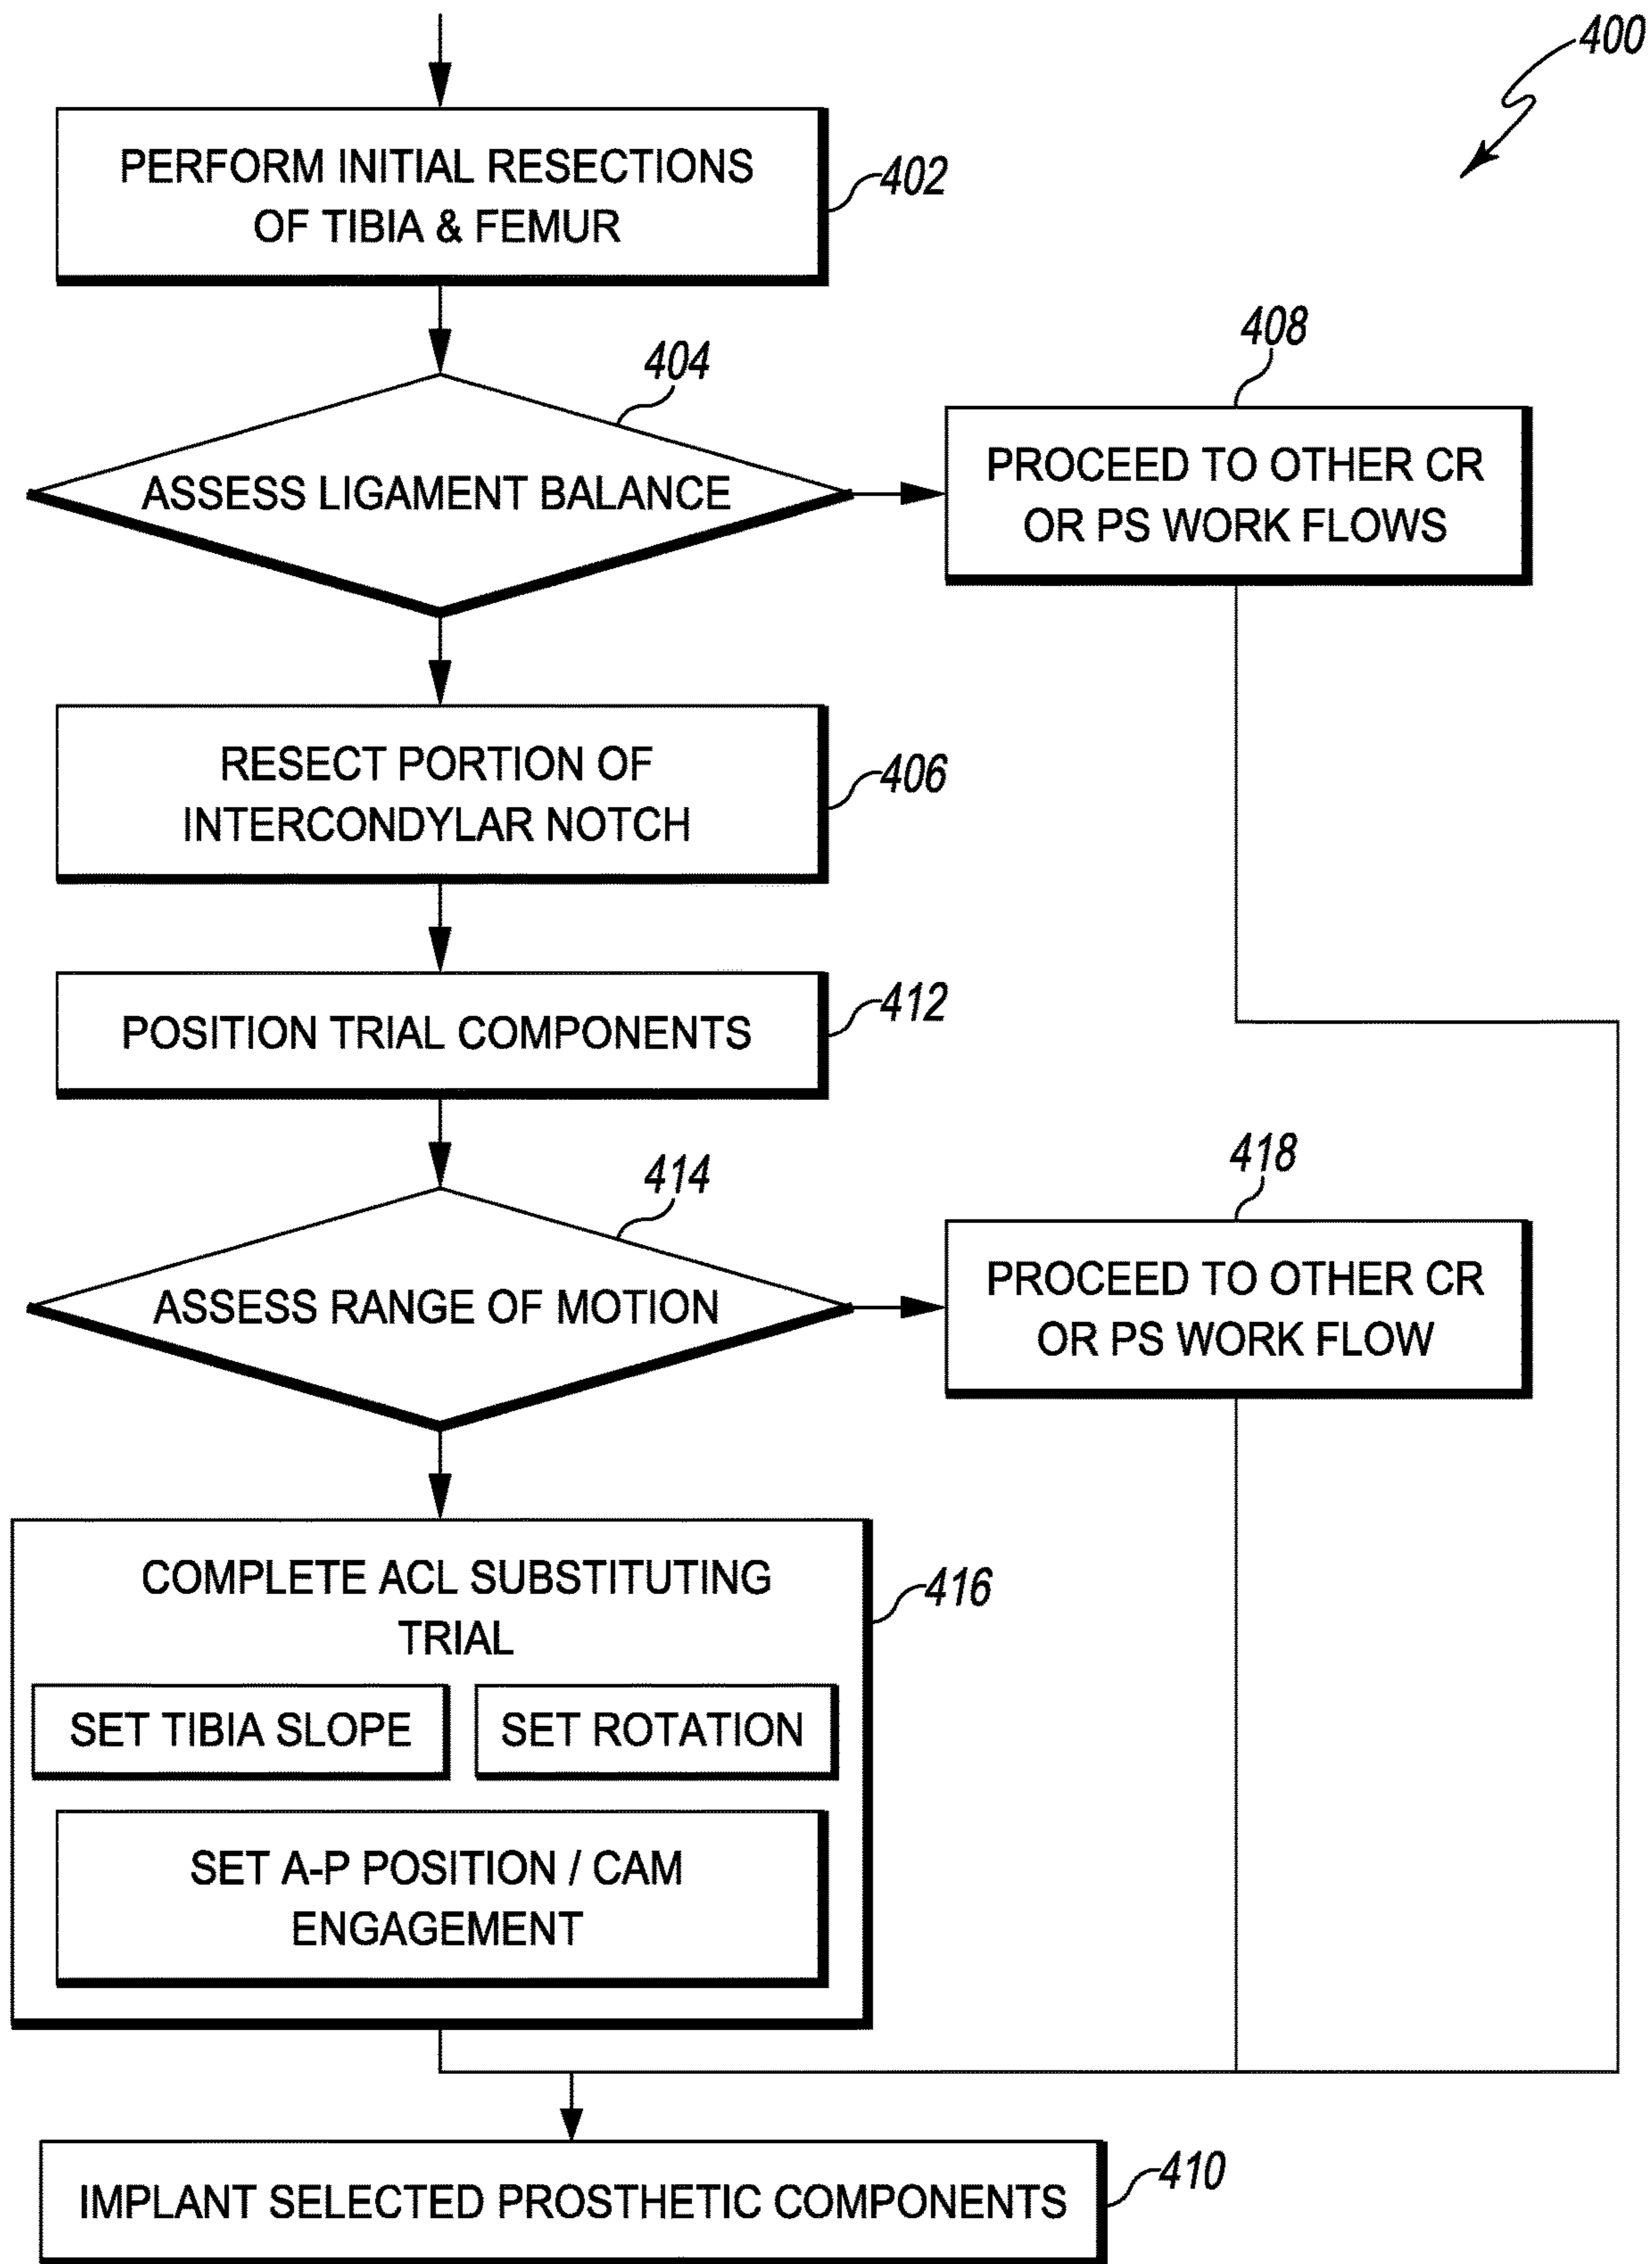 400
PERFORM INITIAL RESECTIONS
OF TIBIA & FEMUR
402
404
ASSESS LIGAMENT BALANCE
408
PROCEED TO OTHER CR
OR PS WORK FLOWS
RESECT PORTION OF
INTERCONDYLAR NOTCH
406
POSITION TRIAL COMPONENTS
412
414
ASSESS RANGE OF MOTION
418
PROCEED TO OTHER CR
OR PS WORK FLOW
COMPLETE ACL SUBSTITUTING
TRIAL
416
SET TIBIA SLOPE
SET ROTATION
SET A-P POSITION / CAM
ENGAGEMENT
IMPLANT SELECTED PROSTHETIC COMPONENTS
410